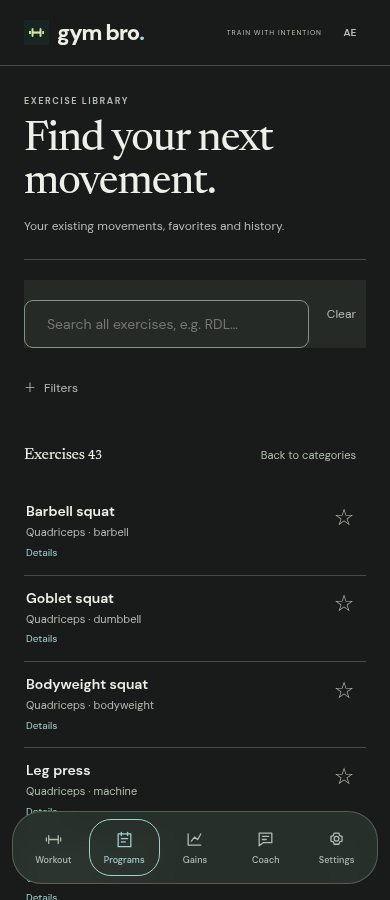 gym bro.
TRAIN WITH INTENTION
AE
EXERCISE LIBRARY
Find your next
movement.
Your existing movements, favorites and history.
Search all exercises, e.g. RDL...
Clear
+ Filters
Exercises 43
Back to categories
Barbell squat
Quadriceps · barbell
Details
Goblet squat
Quadriceps · dumbbell
Details
Bodyweight squat
Quadriceps · bodyweight
Details
Leg press
Quadriceps · machine
Details
Workout
Programs
Gains
Coach
Settings
Details